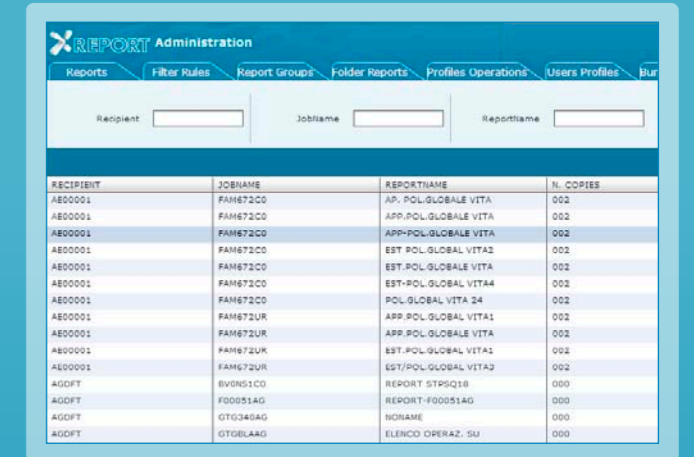 XREPORT Administration
Reports Filter Rules Report Groups Folder Reports Profiles Operations Users Profiles Bur
Recipient JobName ReportName
RECIPIENT JOBNAME REPORTNAME N. COPIES
AE00001 FAM672C0 AP. POL.GLOBALE VITA 002
AE00001 FAM672C0 APP.POL.GLOBALE VITA 002
AE00001 FAM672C0 APP-POL.GLOBALE VITA 002
AE00001 FAM672C0 EST POL.GLOBAL VITA2 002
AE00001 FAM672C0 EST.POL.GLOBALE VITA 002
AE00001 FAM672C0 EST-POL.GLOBAL VITA4 002
AE00001 FAM672C0 POL.GLOBAL VITA 24 002
AE00001 FAM672UR APP.POL.GLOBAL VITA1 002
AE00001 FAM672UR APP.POL.GLOBALE VITA 002
AE00001 FAM672UR EST.POL.GLOBAL VITA1 002
AE00001 FAM672UR EST/POL.GLOBAL VITA3 002
AGDFT BV0NS1C0 REPORT STPSQ18 000
AGDFT F00051AG REPORT-F00051AG 000
AGDFT GTG340AG NONAME 000
AGDFT GTGBLAAG ELENCO OPERAZ. SU 000